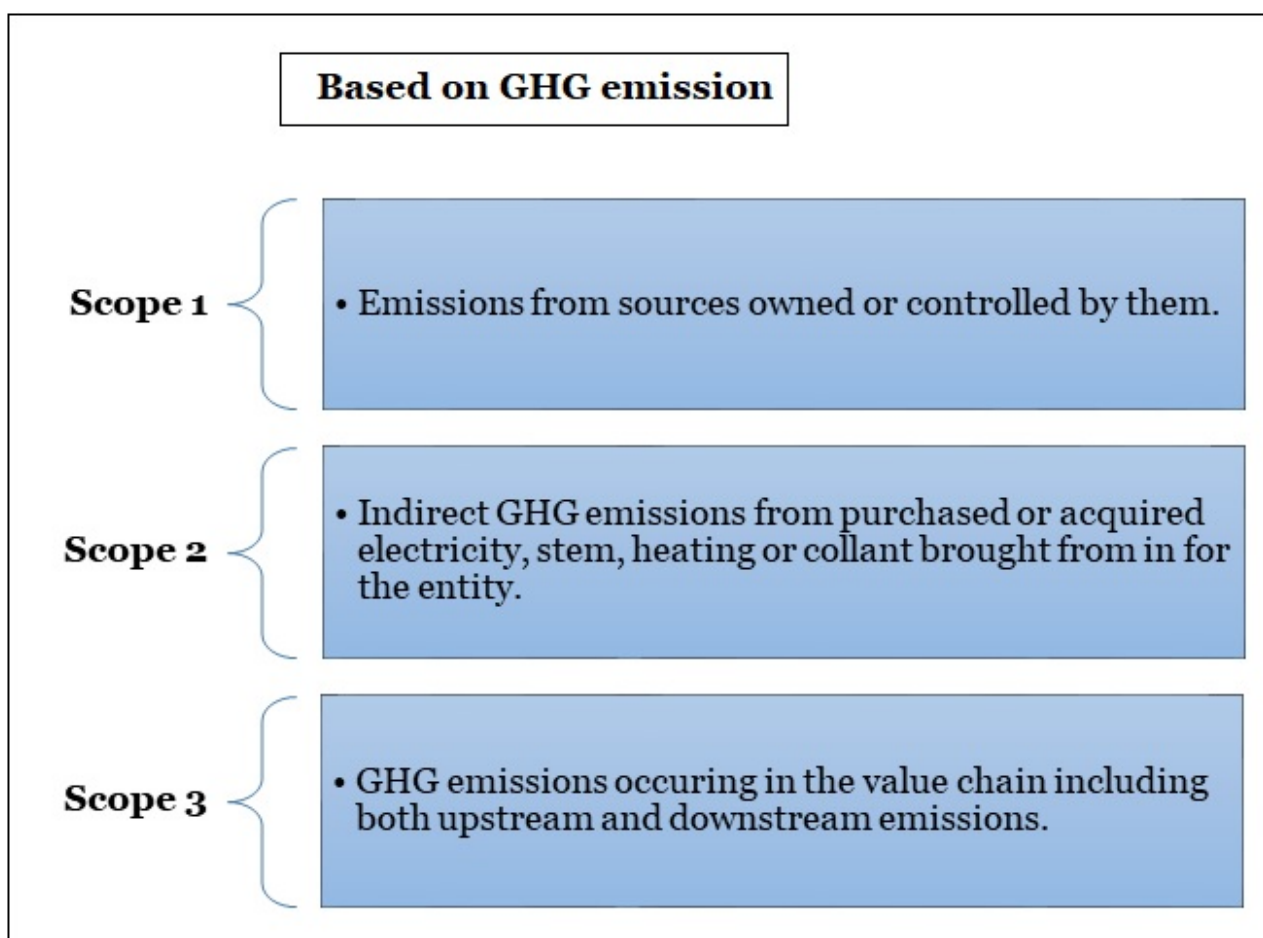 Based on GHG emission
Scope 1
• Emissions from sources owned or controlled by them.
Scope 2
• Indirect GHG emissions from purchased or acquired
electricity, stem, heating or collant brought from in for
the entity.
Scope 3
• GHG emissions occuring in the value chain including
both upstream and downstream emissions.